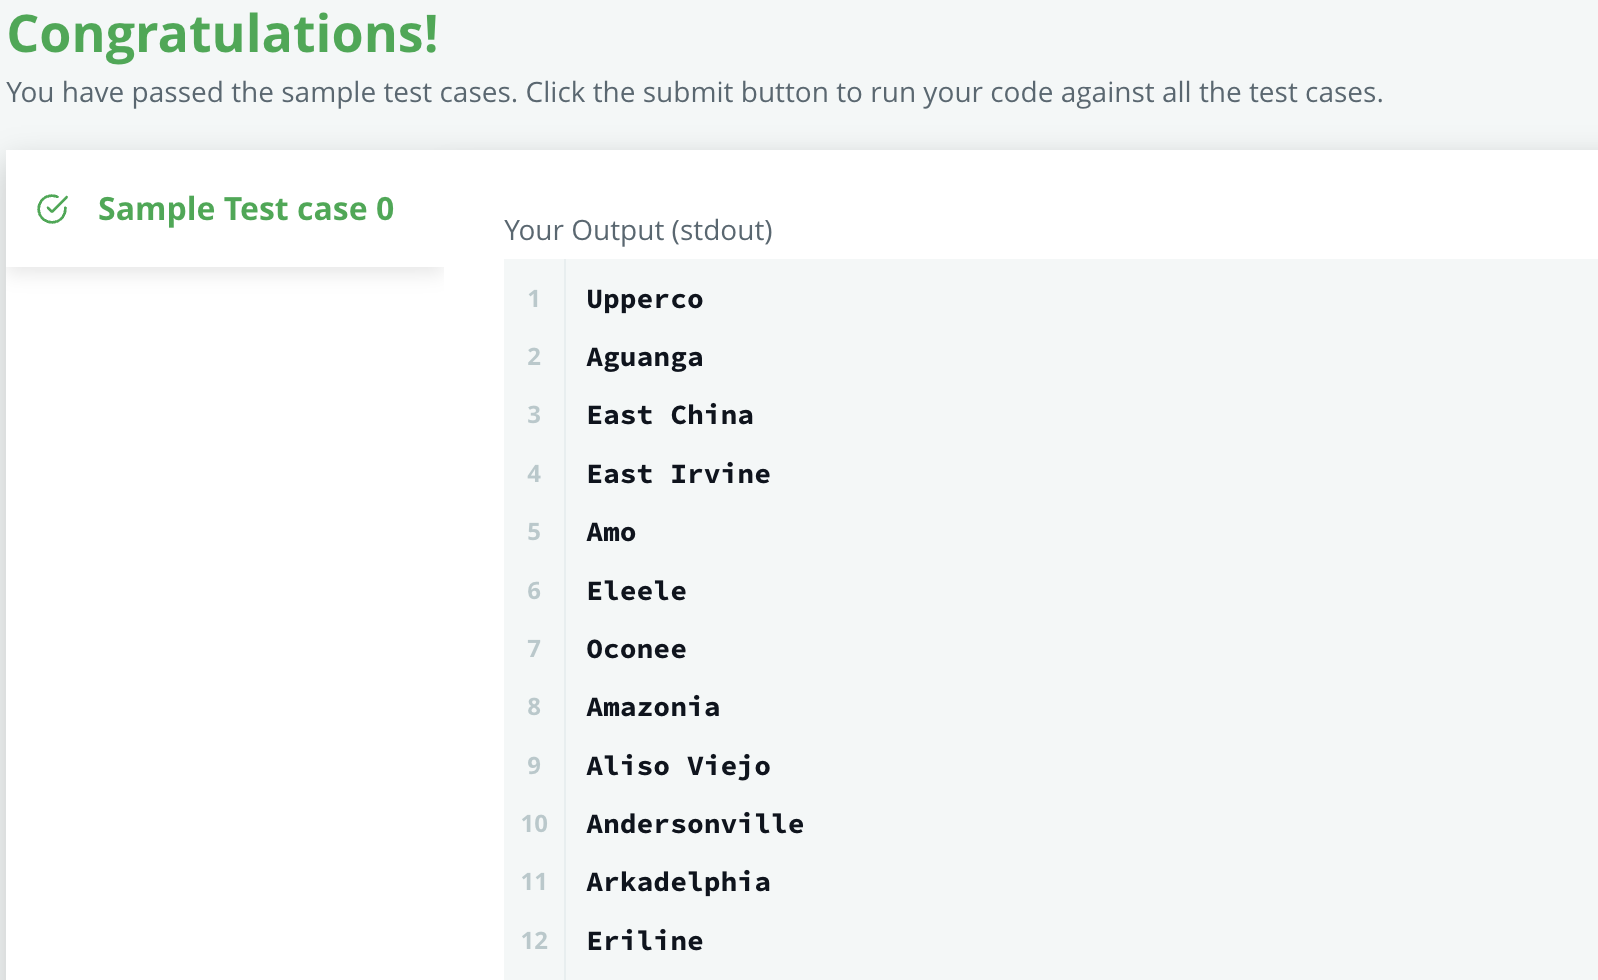 Congratulations!
You have passed the sample test cases. Click the submit button to run your code against all the test cases.
Sample Test case 0
Your Output (stdout)
1 Upperco
2 Aguanga
3 East China
4 East Irvine
5 Amo
6 Eleele
7 Oconee
8 Amazonia
9 Aliso Viejo
10 Andersonville
11 Arkadelphia
12 Eriline